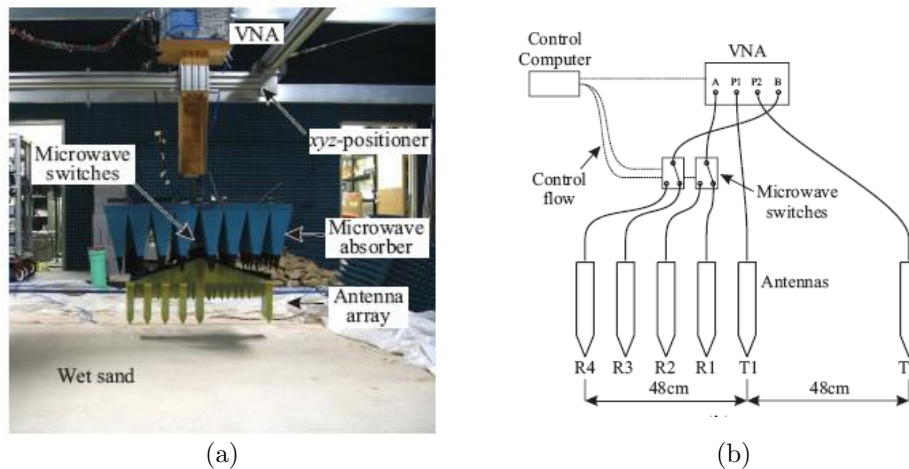 VNA
xyz-positioner
Microwave
switches
Microwave
absorber
Antenna
array
Wet sand
(a)
Control
Computer
VNA
A P1 P2 B
Control
flow
Microwave
switches
Antennas
R4 R3 R2 R1 T1 T
48cm 48cm
(b)